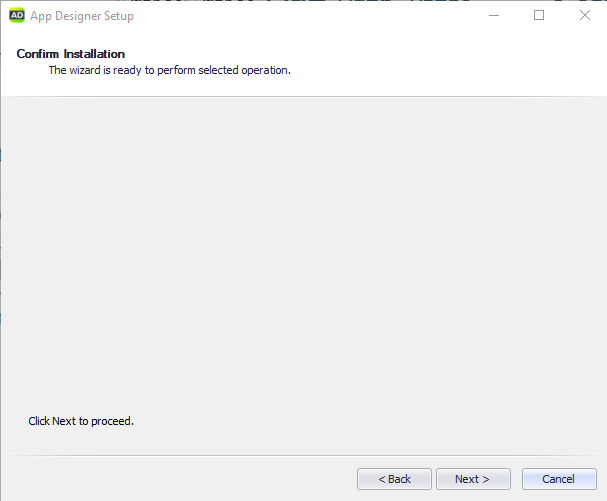 AD App Designer Setup
Confirm Installation
The wizard is ready to perform selected operation.
Click Next to proceed.
< Back
Next >
Cancel